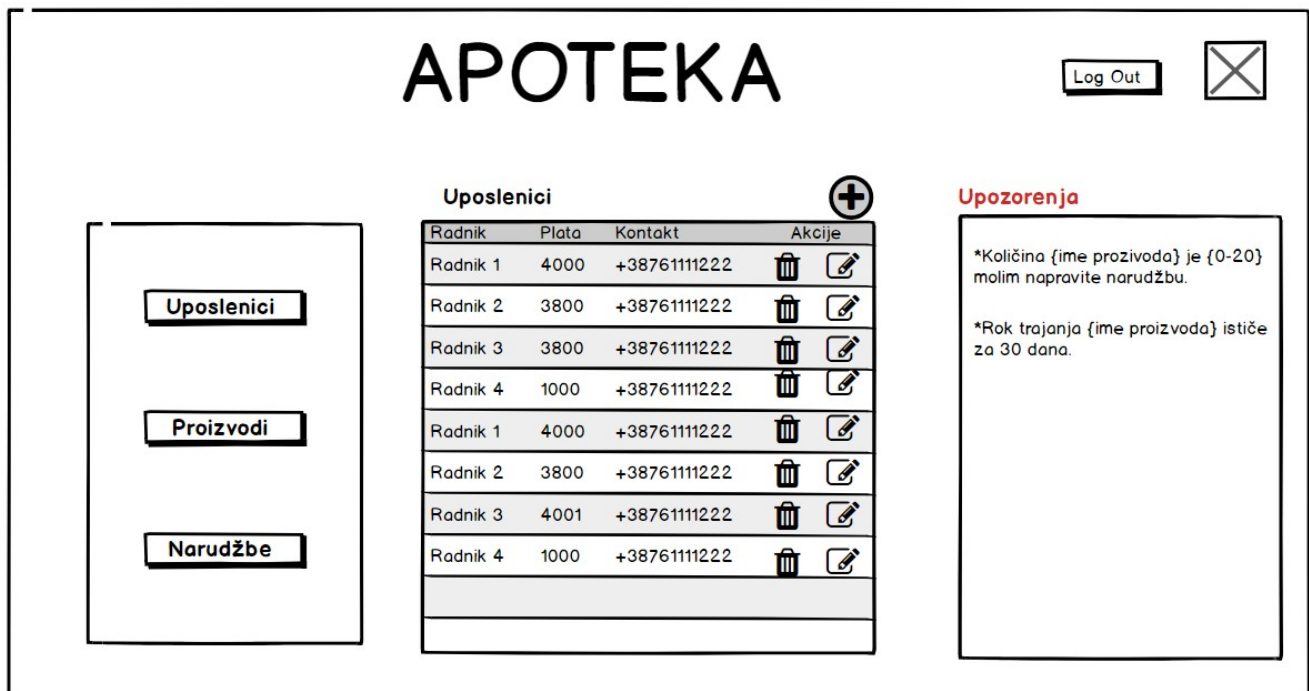 APOTEKA
Log Out
Uposlenici
Proizvodi
Narudžbe
Uposlenici
Radnik Plata Kontakt Akcije
Radnik 1 4000 +38761111222
Radnik 2 3800 +38761111222
Radnik 3 3800 +38761111222
Radnik 4 1000 +38761111222
Radnik 1 4000 +38761111222
Radnik 2 3800 +38761111222
Radnik 3 4001 +38761111222
Radnik 4 1000 +38761111222
Upozorenja
*Količina {ime prozivoda} je {0-20}
molim napravite narudžbu.
*Rok trajanja {ime proizvoda} ističe
za 30 dana.